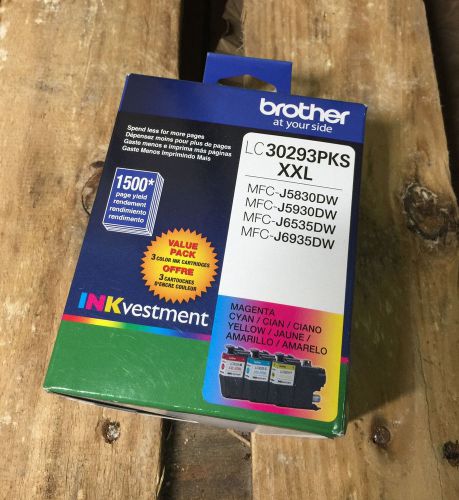 brother
at your side
Spend less for more pages
Dépensez moins pour plus de pages
Gaste menos e imprima más páginas
Gaste Menos Imprimindo Mais
LC30293PKS
XXL
MFC-J5830DW
MFC-J5930DW
MFC-J6535DW
MFC-J6935DW
1500*
page yield
rendement
rendimiento
rendimento
VALUE
PACK
3 COLOR INK CARTRIDGES
OFFRE
3 CARTOUCHES
D'ENCRE COULEUR
INKvestment
MAGENTA
CYAN / CIAN / CIANO
YELLOW / JAUNE /
AMARILLO / AMARELO